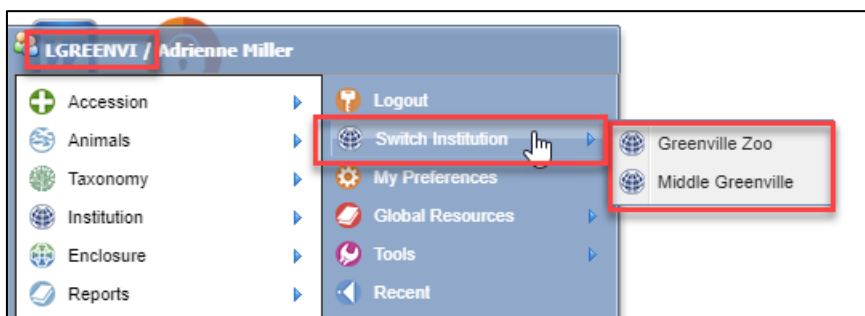 LGREENVI / Adrienne Miller
Accession
Animals
Taxonomy
Institution
Enclosure
Reports
Logout
Switch Institution
My Preferences
Global Resources
Tools
Recent
Greenville Zoo
Middle Greenville